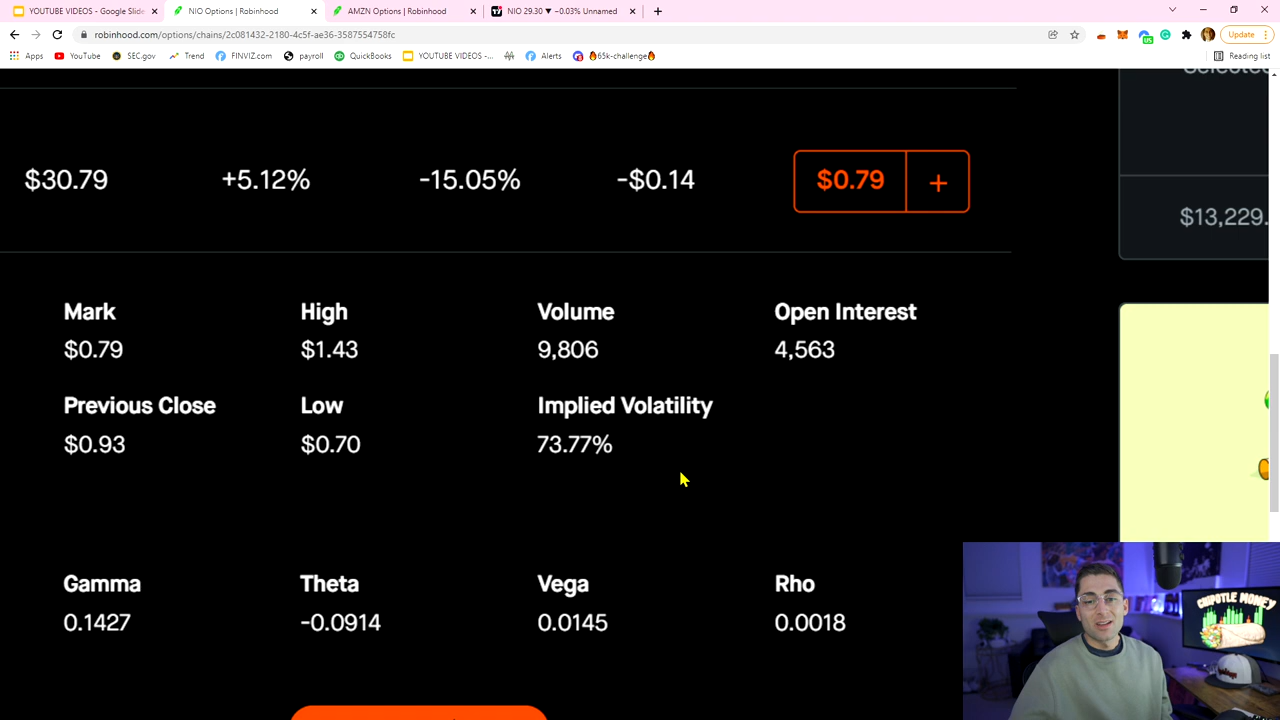 YOUTUBE VIDEOS - Google Slide
NIO Options | Robinhood
AMZN Options | Robinhood
NIO 29.30 ▼ −0.03% Unnamed
robinhood.com/options/chains/2c081432-2180-4c5f-ae36-3587554758fc
Update
Apps
YouTube
SEC.gov
Trend
FINVIZ.com
payroll
QuickBooks
YOUTUBE VIDEOS -...
Alerts
🔥65k-challenge🔥
Reading list
Selected
$30.79
+5.12%
-15.05%
-$0.14
$0.79
+
$13,229.
Mark
High
Volume
Open Interest
$0.79
$1.43
9,806
4,563
Previous Close
Low
Implied Volatility
$0.93
$0.70
73.77%
Gamma
Theta
Vega
Rho
0.1427
-0.0914
0.0145
0.0018
CHIPOTLE MONEY